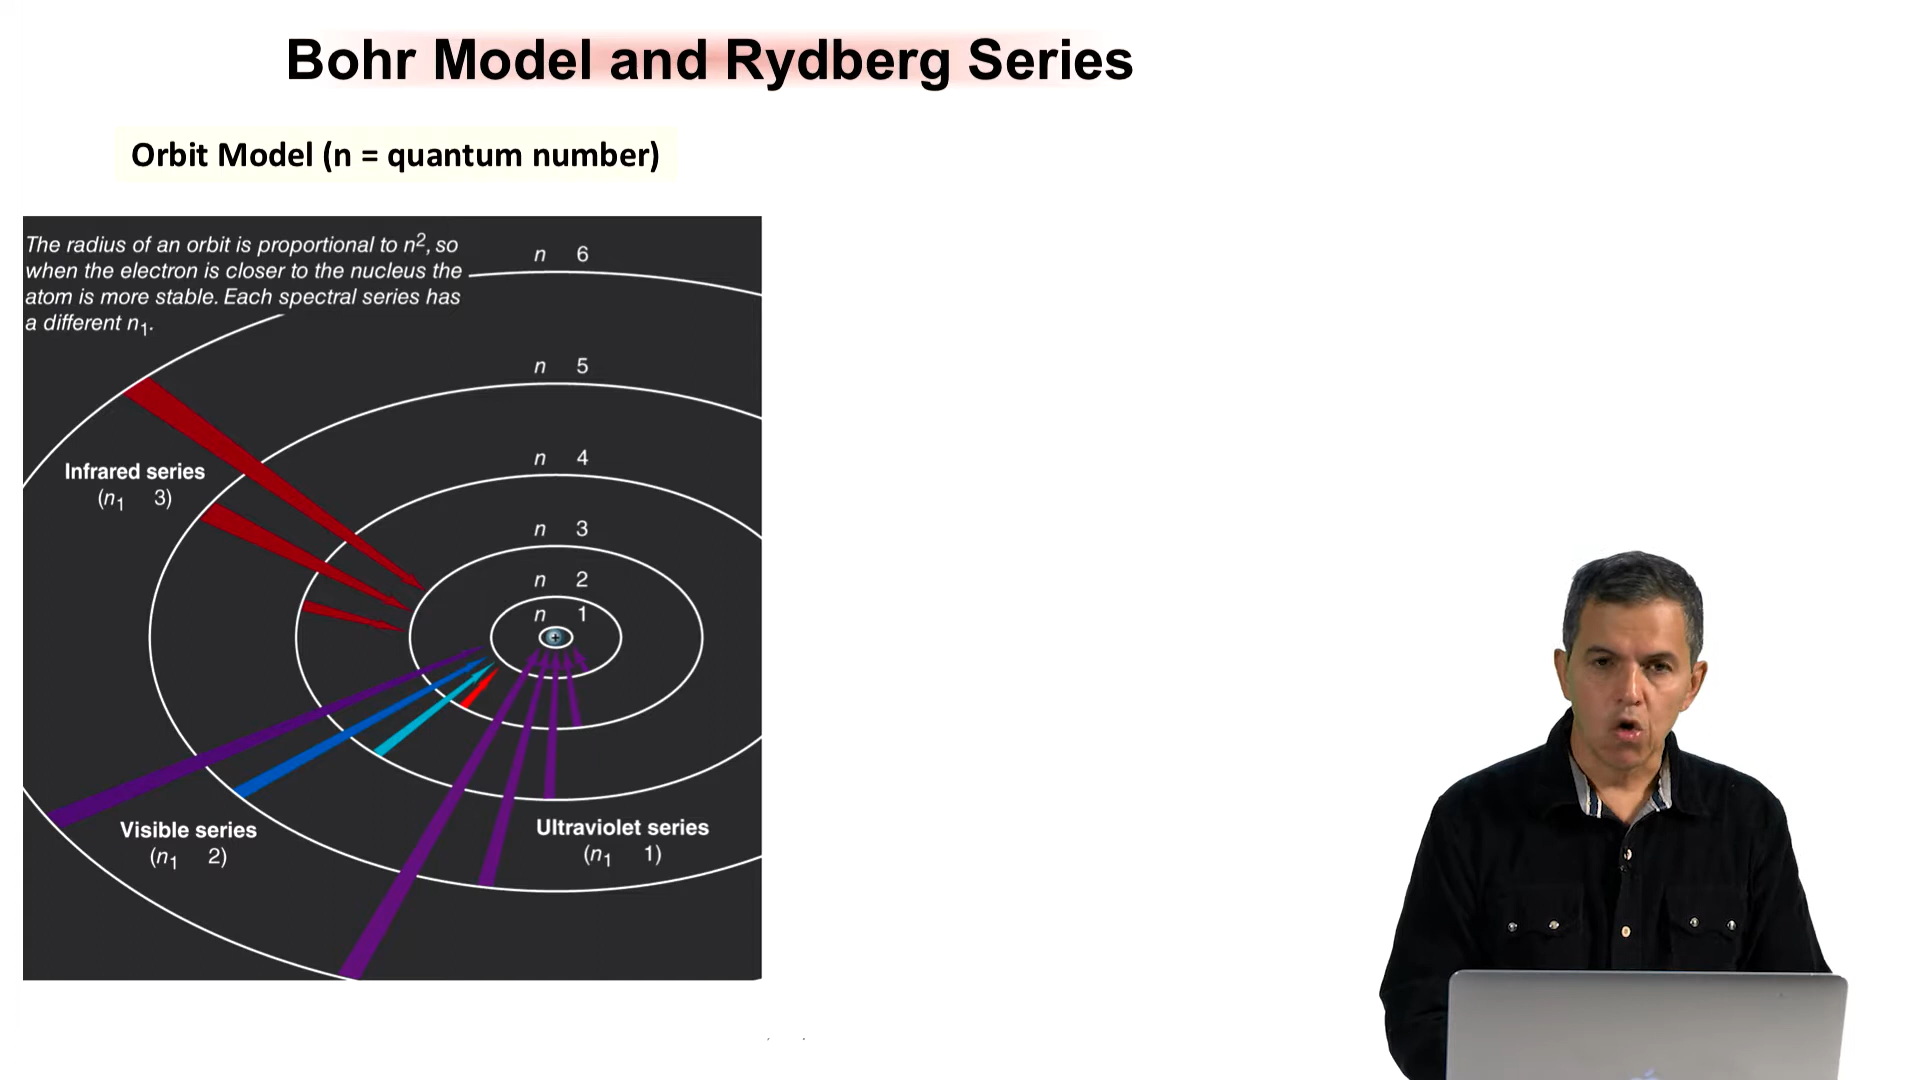 Bohr Model and Rydberg Series
Orbit Model (n = quantum number)
The radius of an orbit is proportional to n², so
when the electron is closer to the nucleus the
atom is more stable. Each spectral series has
a different n₁.
n 6
n 5
n 4
n 3
n 2
n 1
+
Infrared series
(n₁ 3)
Visible series
(n₁ 2)
Ultraviolet series
(n₁ 1)